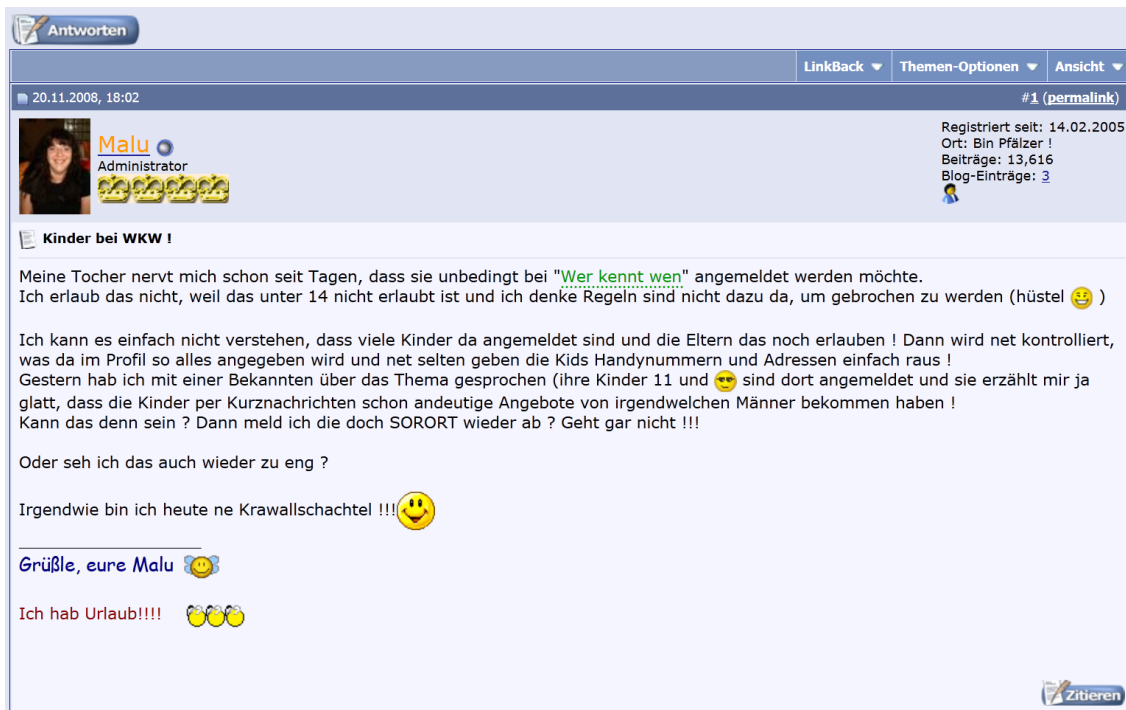 Antworten
LinkBack Themen-Optionen Ansicht
20.11.2008, 18:02 #1 (permalink)
Malu
Administrator
Registriert seit: 14.02.2005
Ort: Bin Pfälzer !
Beiträge: 13,616
Blog-Einträge: 3
Kinder bei WKW !
Meine Tocher nervt mich schon seit Tagen, dass sie unbedingt bei "Wer kennt wen" angemeldet werden möchte.
Ich erlaub das nicht, weil das unter 14 nicht erlaubt ist und ich denke Regeln sind nicht dazu da, um gebrochen zu werden (hüstel )
Ich kann es einfach nicht verstehen, dass viele Kinder da angemeldet sind und die Eltern das noch erlauben ! Dann wird net kontrolliert,
was da im Profil so alles angegeben wird und net selten geben die Kids Handynummern und Adressen einfach raus !
Gestern hab ich mit einer Bekannten über das Thema gesprochen (ihre Kinder 11 und sind dort angemeldet und sie erzählt mir ja
glatt, dass die Kinder per Kurznachrichten schon andeutige Angebote von irgendwelchen Männer bekommen haben !
Kann das denn sein ? Dann meld ich die doch SORORT wieder ab ? Geht gar nicht !!!
Oder seh ich das auch wieder zu eng ?
Irgendwie bin ich heute ne Krawallschachtel !!!
Grüßle, eure Malu
Ich hab Urlaub!!!!
Zitieren